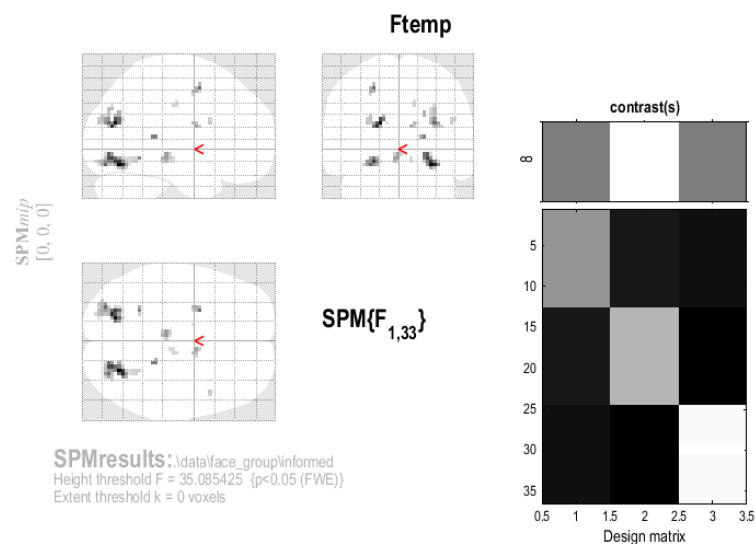 Ftemp
contrast(s)
8
SPMmip
[0, 0, 0]
<
<
<
SPM{F1,33}
5
10
15
20
25
30
35
0.5 1 1.5 2 2.5 3 3.5
Design matrix
SPMresults:.\data\face_group\informed
Height threshold F = 35.085425 {p<0.05 (FWE)}
Extent threshold k = 0 voxels